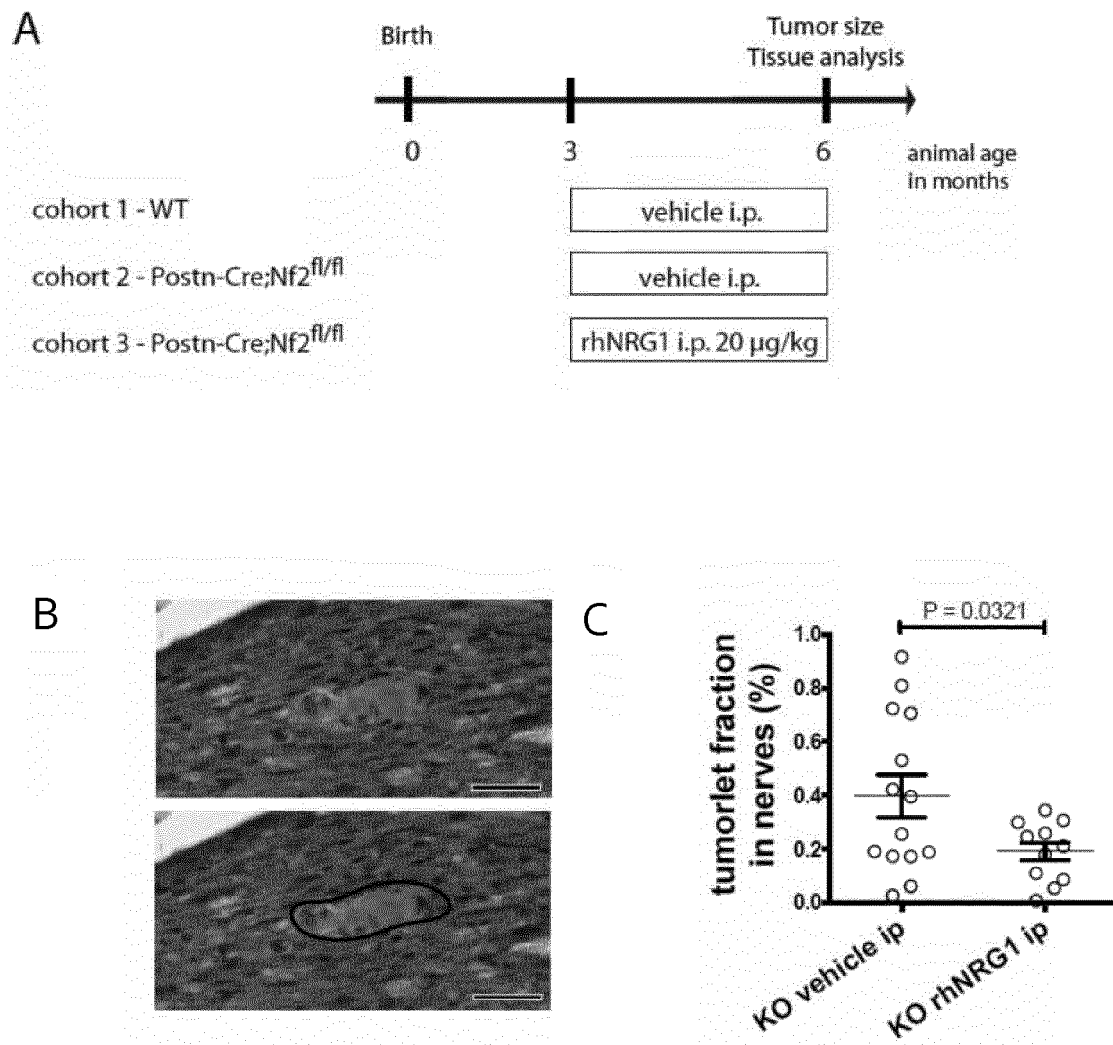 A
Birth
Tumor size
Tissue analysis
0
3
6
animal age
in months
cohort 1 - WT
vehicle i.p.
cohort 2 - Postn-Cre;Nf2fl/fl
vehicle i.p.
cohort 3 - Postn-Cre;Nf2fl/fl
rhNRG1 i.p. 20 µg/kg
B
C
P = 0.0321
tumorlet fraction
in nerves (%)
1.0
0.8
0.6
0.4
0.2
0.0
KO vehicle ip
KO rhNRG1 ip